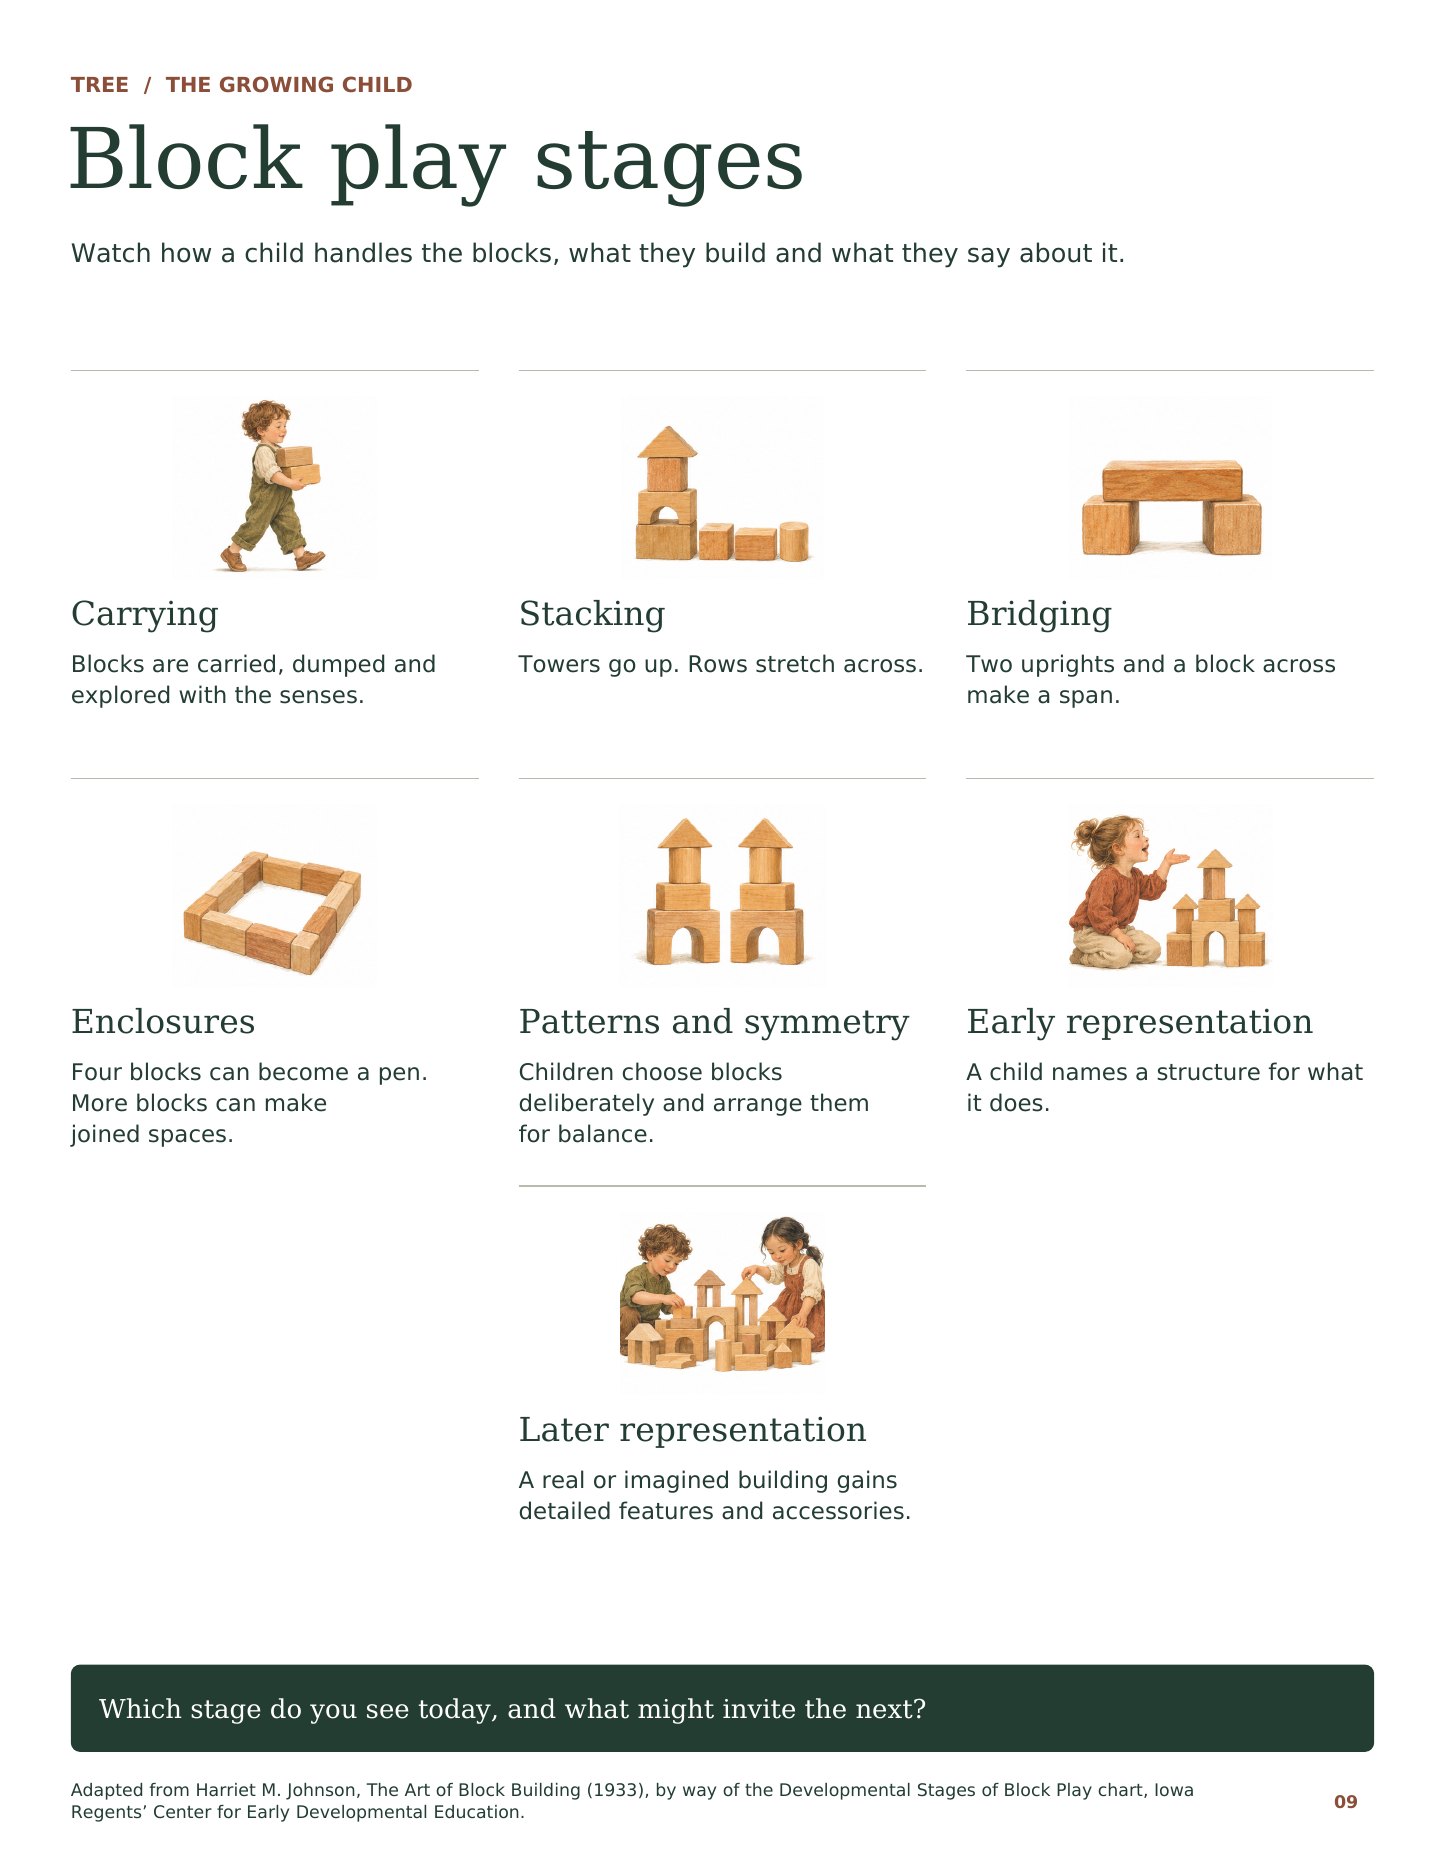 TREE / THE GROWING CHILD
Block play stages
Watch how a child handles the blocks, what they build and what they say about it.
Carrying
Blocks are carried, dumped and
explored with the senses.
Stacking
Towers go up. Rows stretch across.
Bridging
Two uprights and a block across
make a span.
Enclosures
Four blocks can become a pen.
More blocks can make
joined spaces.
Patterns and symmetry
Children choose blocks
deliberately and arrange them
for balance.
Early representation
A child names a structure for what
it does.
Later representation
A real or imagined building gains
detailed features and accessories.
Which stage do you see today, and what might invite the next?
Adapted from Harriet M. Johnson, The Art of Block Building (1933), by way of the Developmental Stages of Block Play chart, Iowa
Regents’ Center for Early Developmental Education.
09